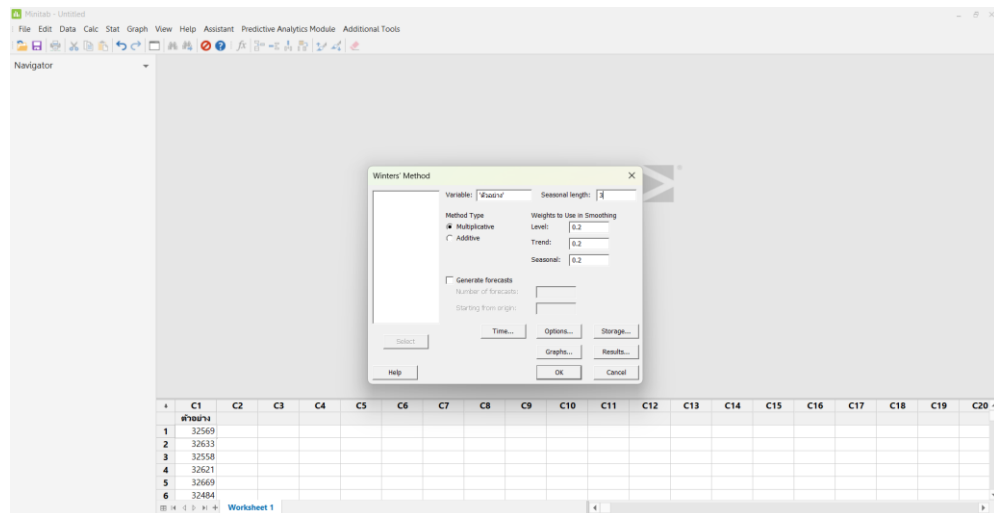 Minitab - Untitled
File Edit Data Calc Stat Graph View Help Assistant Predictive Analytics Module Additional Tools
Navigator
Winters' Method
Variable: 'ตัวอย่าง' Seasonal length: 3
Method Type Weights to Use in Smoothing
Multiplicative Level: 0.2
Additive Trend: 0.2
Seasonal: 0.2
Generate forecasts
Number of forecasts:
Starting from origin:
Time... Options... Storage...
Select
Graphs... Results...
Help OK Cancel
C1 C2 C3 C4 C5 C6 C7 C8 C9 C10 C11 C12 C13 C14 C15 C16 C17 C18 C19 C20
ตัวอย่าง
1 32569
2 32633
3 32558
4 32621
5 32669
6 32484
Worksheet 1